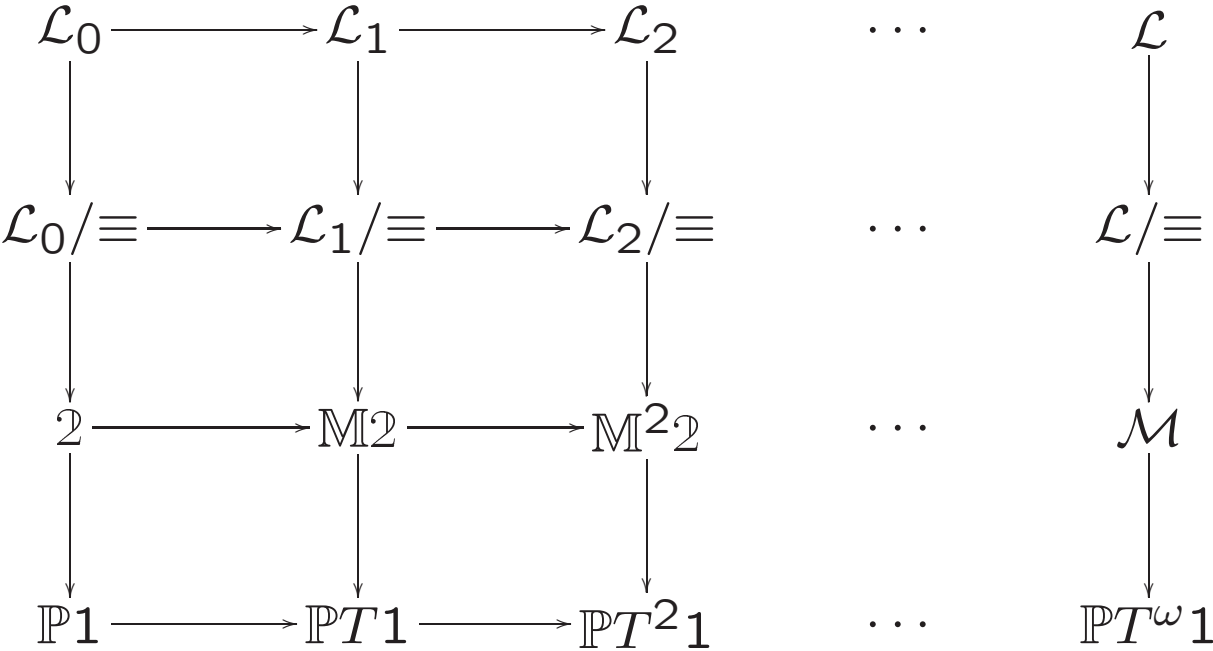 ℒ₀ ℒ₁ ℒ₂ ⋯ ℒ
ℒ₀/≡ ℒ₁/≡ ℒ₂/≡ ⋯ ℒ/≡
𝟚 𝕄𝟚 𝕄²𝟚 ⋯ ℳ
ℙ1 ℙT1 ℙT²1 ⋯ ℙT^ω1